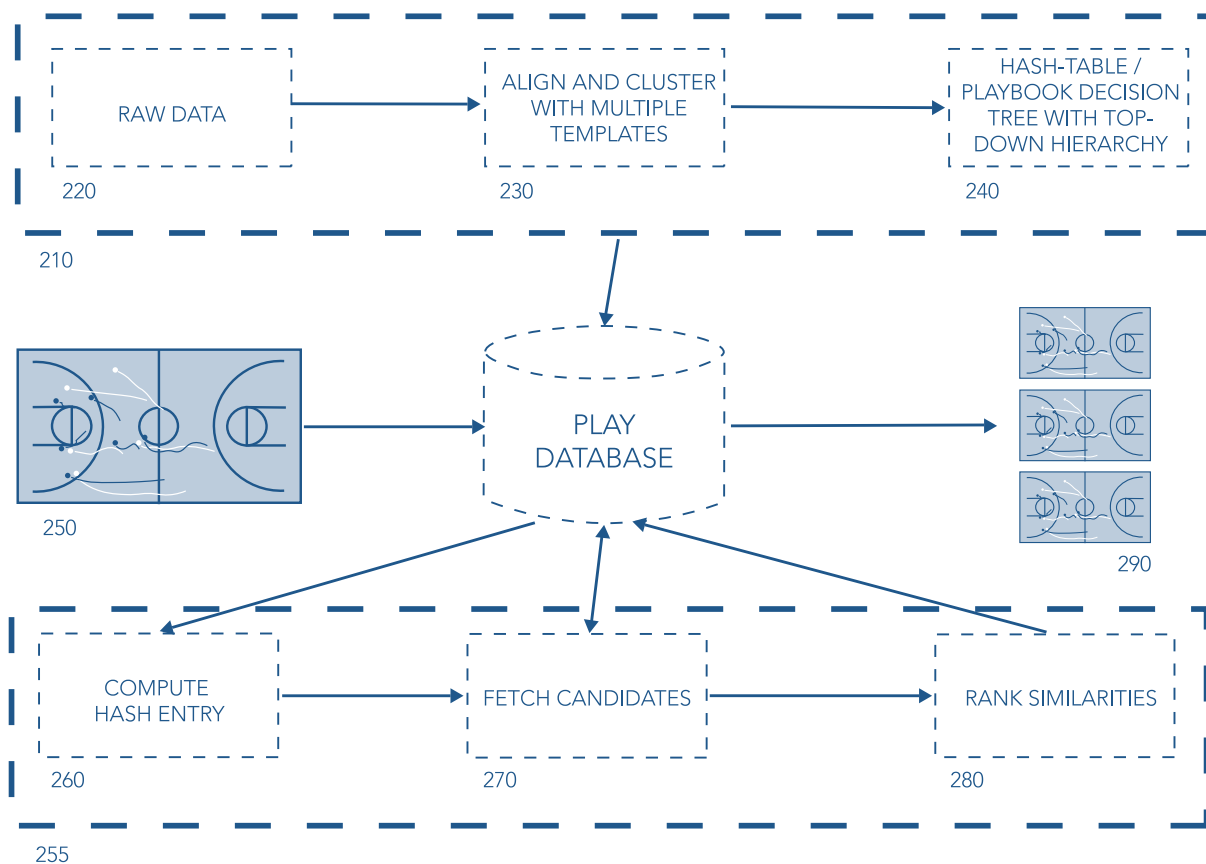 RAW DATA
220
ALIGN AND CLUSTER
WITH MULTIPLE
TEMPLATES
230
HASH-TABLE /
PLAYBOOK DECISION
TREE WITH TOP-
DOWN HIERARCHY
240
210
250
PLAY
DATABASE
290
COMPUTE
HASH ENTRY
260
FETCH CANDIDATES
270
RANK SIMILARITIES
280
255